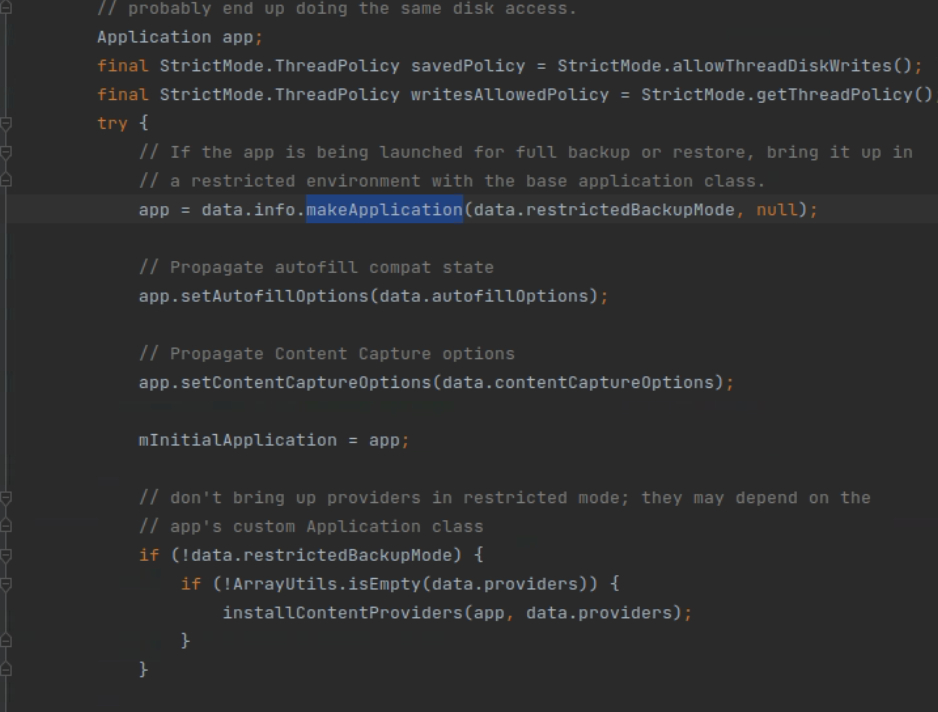 // probably end up doing the same disk access.
Application app;
final StrictMode.ThreadPolicy savedPolicy = StrictMode.allowThreadDiskWrites();
final StrictMode.ThreadPolicy writesAllowedPolicy = StrictMode.getThreadPolicy();
try {
// If the app is being launched for full backup or restore, bring it up in
// a restricted environment with the base application class.
app = data.info.makeApplication(data.restrictedBackupMode, null);
// Propagate autofill compat state
app.setAutofillOptions(data.autofillOptions);
// Propagate Content Capture options
app.setContentCaptureOptions(data.contentCaptureOptions);
mInitialApplication = app;
// don't bring up providers in restricted mode; they may depend on the
// app's custom Application class
if (!data.restrictedBackupMode) {
if (!ArrayUtils.isEmpty(data.providers)) {
installContentProviders(app, data.providers);
}
}